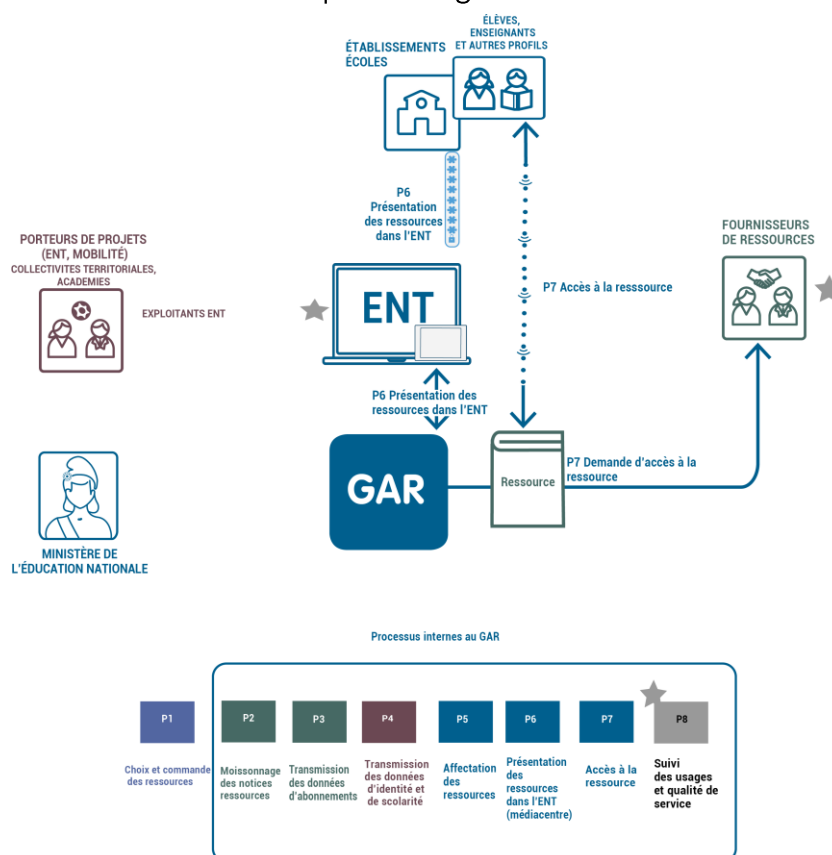 ÉLÈVES,
ENSEIGNANTS
ET AUTRES PROFILS
ÉTABLISSEMENTS
ÉCOLES
P6
Présentation
des ressources
dans l'ENT
PORTEURS DE PROJETS
(ENT, MOBILITÉ)
COLLECTIVITES TERRITORIALES,
ACADEMIES
EXPLOITANTS ENT
FOURNISSEURS
DE RESSOURCES
ENT
P7 Accès à la resssource
P6 Présentation des
ressources dans l'ENT
GAR
Ressource
P7 Demande d'accès à la
ressource
MINISTÈRE DE
L'ÉDUCATION NATIONALE
Processus internes au GAR
P1
Choix et commande
des ressources
P2
Moissonnage
des notices
ressources
P3
Transmission
des données
d'abonnements
P4
Transmission
des données
d'identité et
de scolarité
P5
Affectation
des
ressources
P6
Présentation
des
ressources
dans l'ENT
(médiacentre)
P7
Accès à la
ressource
P8
Suivi
des usages
et qualité de
service